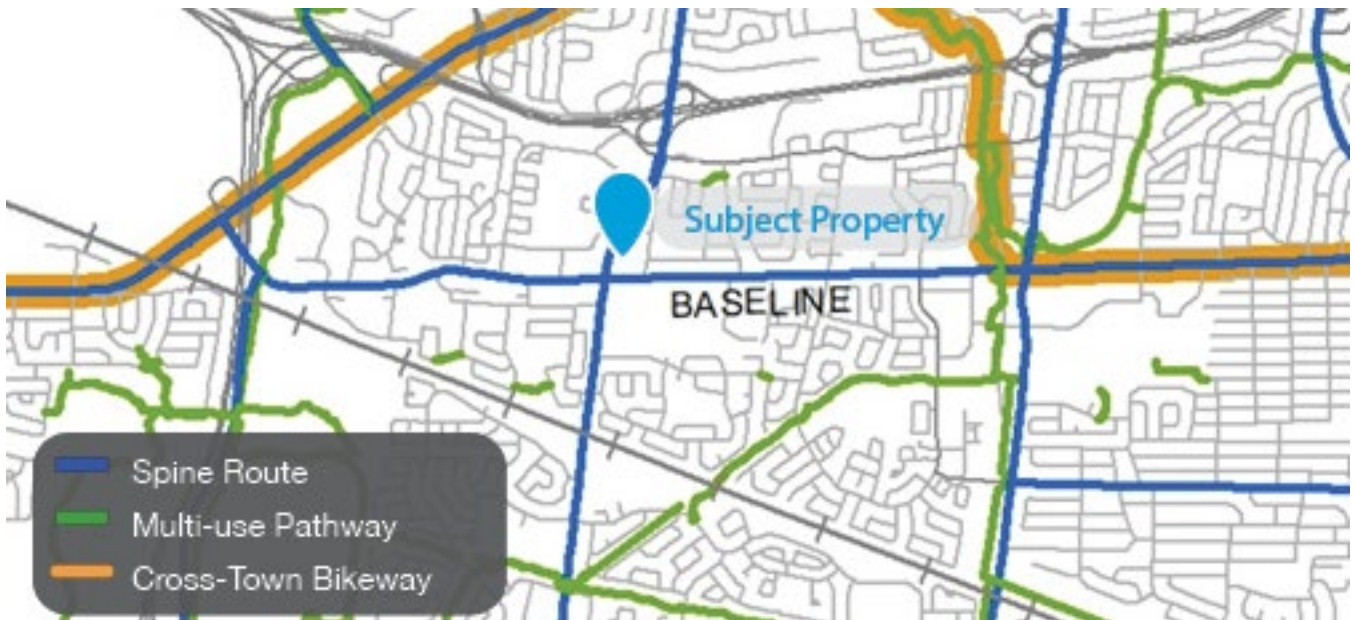 Subject Property
BASELINE
Spine Route
Multi-use Pathway
Cross-Town Bikeway